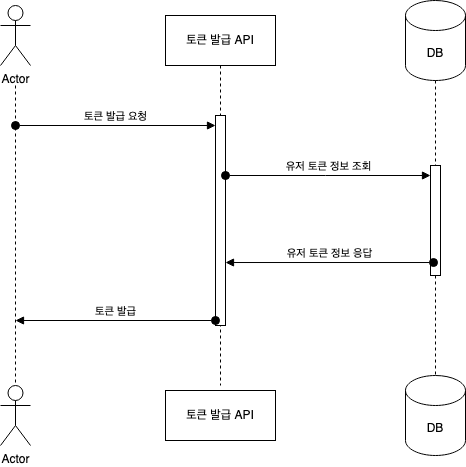 토큰 발급 API
DB
Actor
토큰 발급 요청
유저 토큰 정보 조회
유저 토큰 정보 응답
토큰 발급
토큰 발급 API
DB
Actor